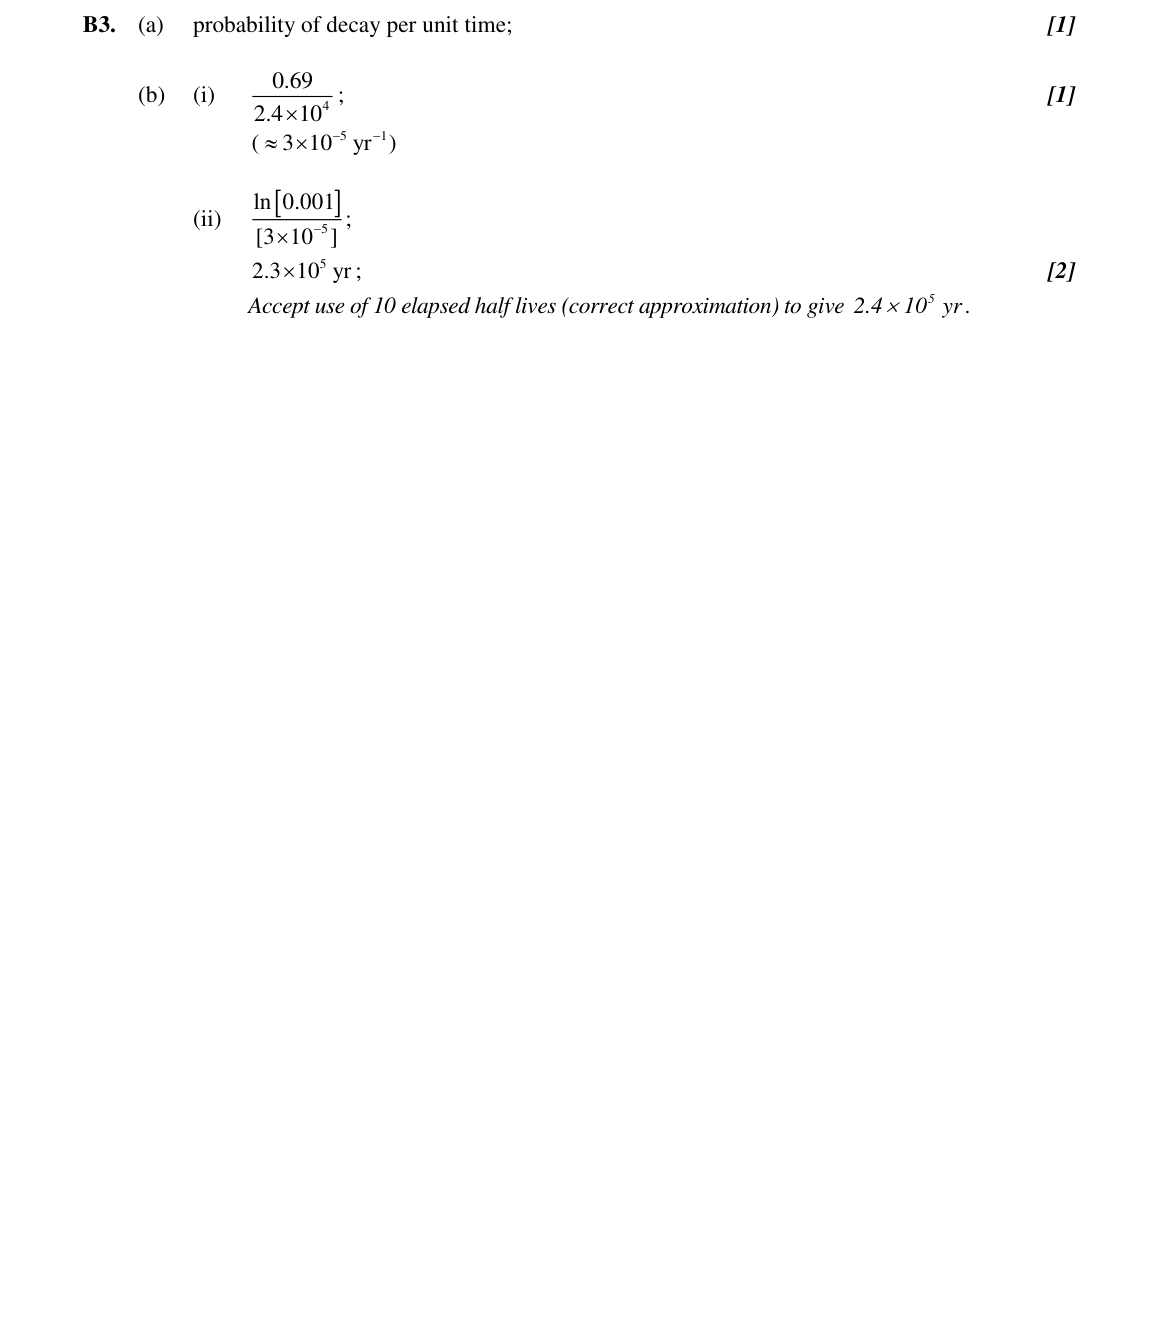 B3. (a) probability of decay per unit time; [1]
(b) (i) 0.69 / 2.4×10⁴ ; [1]
( ≈ 3×10⁻⁵ yr⁻¹ )
(ii) ln[0.001] / [3×10⁻⁵] ;
2.3×10⁵ yr ; [2]
Accept use of 10 elapsed half lives (correct approximation) to give 2.4 × 10⁵ yr .